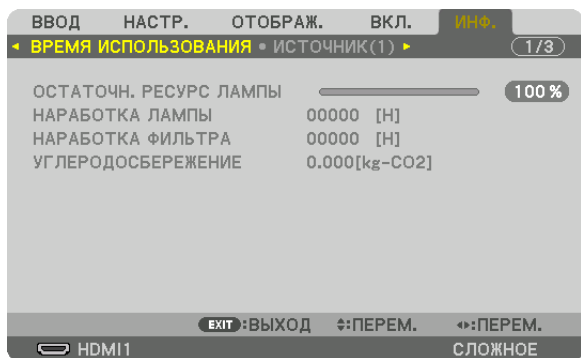 ВВОД НАСТР. ОТОБРАЖ. ВКЛ. ИНФ.
◂ ВРЕМЯ ИСПОЛЬЗОВАНИЯ • ИСТОЧНИК(1) ▸ 1/3
ОСТАТОЧН. РЕСУРС ЛАМПЫ 100 %
НАРАБОТКА ЛАМПЫ 00000 [H]
НАРАБОТКА ФИЛЬТРА 00000 [H]
УГЛЕРОДОСБЕРЕЖЕНИЕ 0.000[kg-CO2]
EXIT :ВЫХОД :ПЕРЕМ. :ПЕРЕМ.
HDMI1 СЛОЖНОЕ